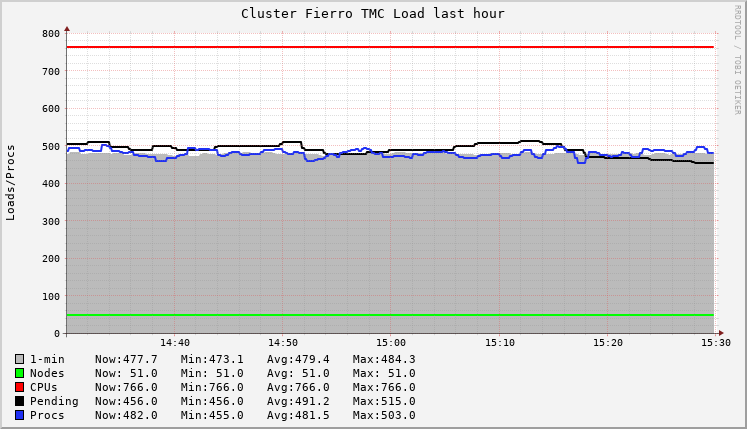 Cluster Fierro TMC Load last hour
RRDTOOL / TOBI OETIKER
Loads/Procs
800
700
600
500
400
300
200
100
0
14:40 14:50 15:00 15:10 15:20 15:30
1-min Now:477.7 Min:473.1 Avg:479.4 Max:484.3
Nodes Now: 51.0 Min: 51.0 Avg: 51.0 Max: 51.0
CPUs Now:766.0 Min:766.0 Avg:766.0 Max:766.0
Pending Now:456.0 Min:456.0 Avg:491.2 Max:515.0
Procs Now:482.0 Min:455.0 Avg:481.5 Max:503.0